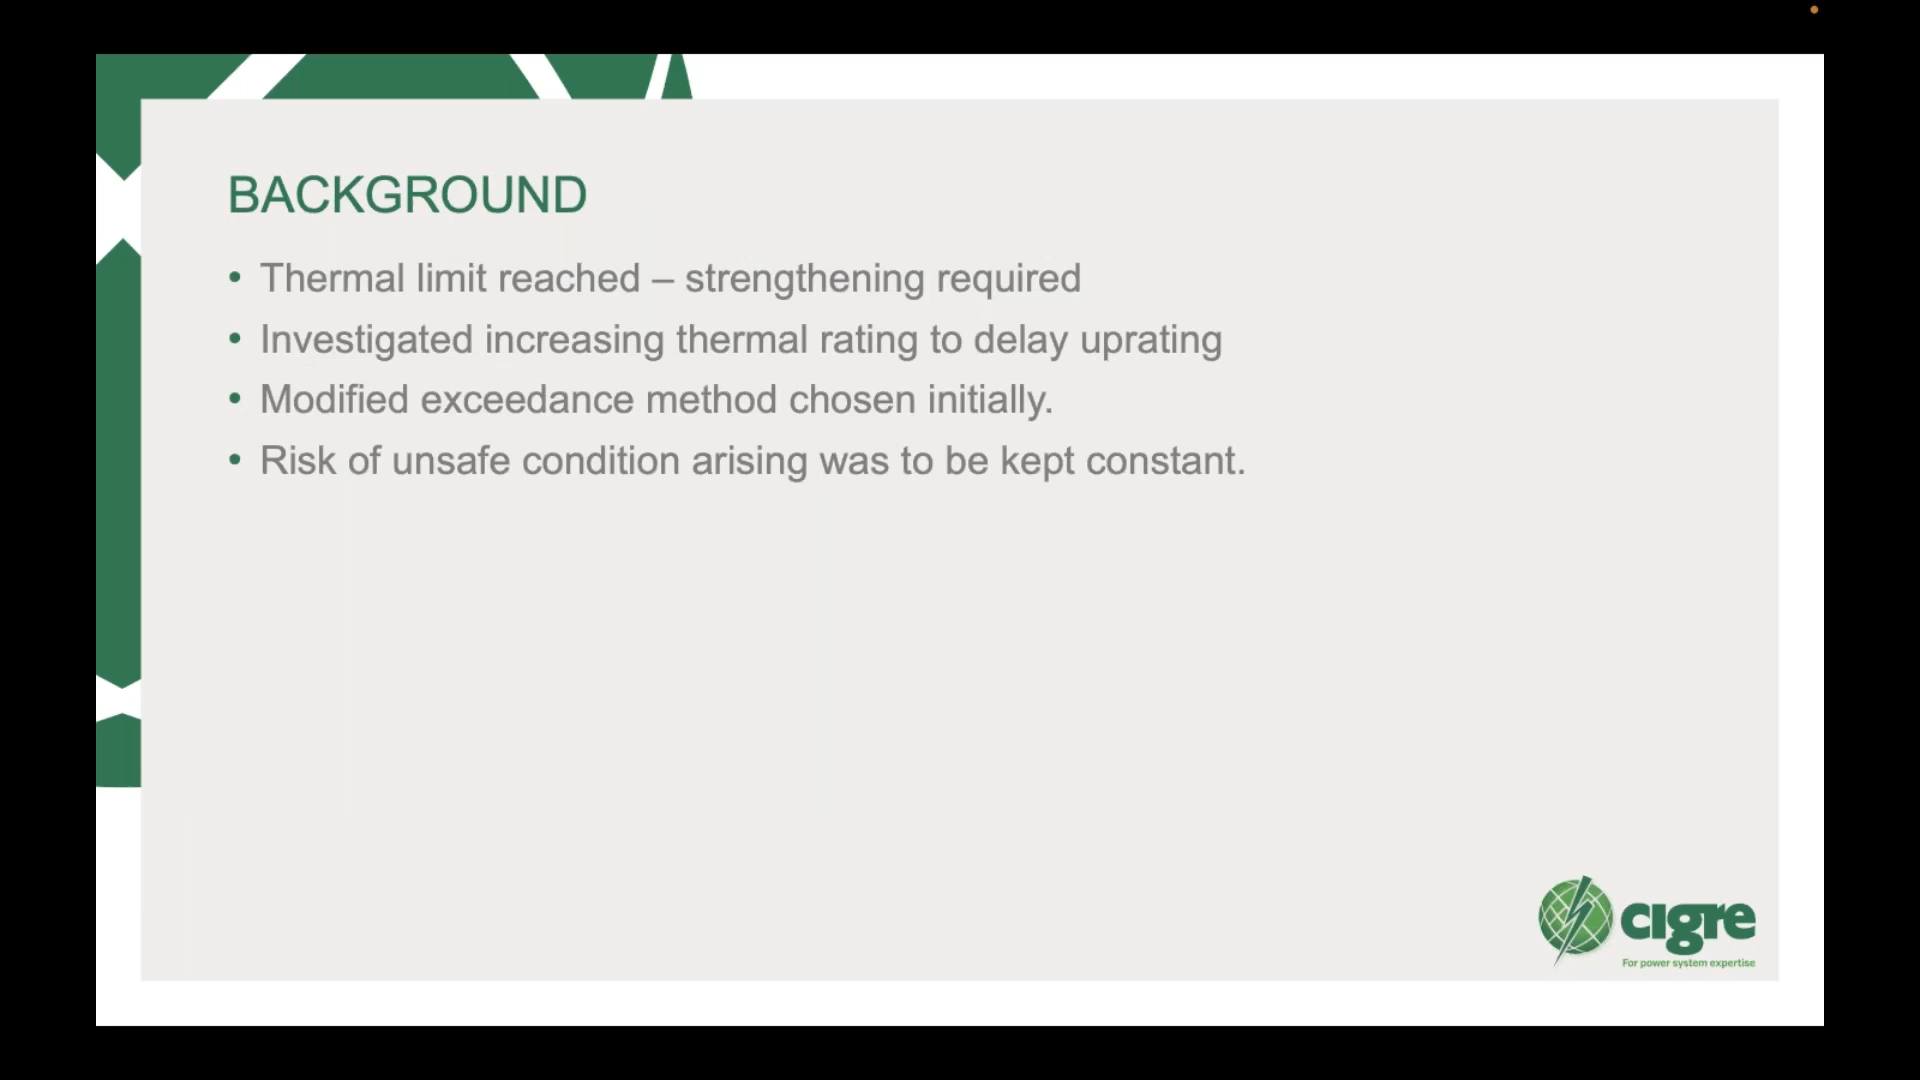 BACKGROUND
• Thermal limit reached – strengthening required
• Investigated increasing thermal rating to delay uprating
• Modified exceedance method chosen initially.
• Risk of unsafe condition arising was to be kept constant.
cigre
For power system expertise